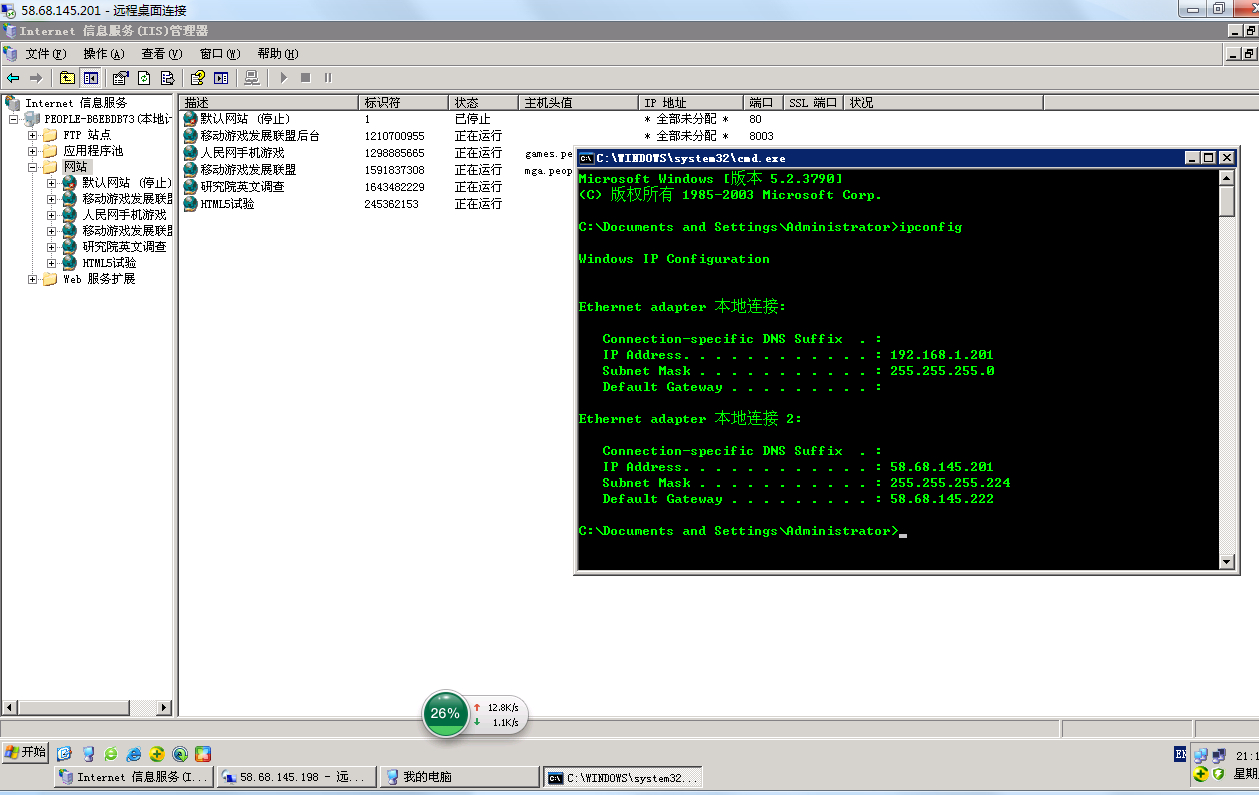 58.68.145.201 - 远程桌面连接
Internet 信息服务(IIS)管理器
文件(F) 操作(A) 查看(V) 窗口(W) 帮助(H)
Internet 信息服务
PEOPLE-B6EBDB73(本地计
FTP 站点
应用程序池
网站
默认网站 (停止)
移动游戏发展联盟
人民网手机游戏
移动游戏发展联盟
研究院英文调查
HTML5试验
Web 服务扩展
描述 标识符 状态 主机头值 IP 地址 端口 SSL 端口 状况
默认网站 (停止) 1 已停止 * 全部未分配 * 80
移动游戏发展联盟后台 1210700955 正在运行 * 全部未分配 * 8003
人民网手机游戏 1298885665 正在运行 games.pe
移动游戏发展联盟 1591837308 正在运行 mga.peop
研究院英文调查 1643482229 正在运行
HTML5试验 245362153 正在运行
C:\WINDOWS\system32\cmd.exe
Microsoft Windows [版本 5.2.3790]
(C) 版权所有 1985-2003 Microsoft Corp.
C:\Documents and Settings\Administrator>ipconfig
Windows IP Configuration
Ethernet adapter 本地连接:
Connection-specific DNS Suffix . :
IP Address. . . . . . . . . . . . : 192.168.1.201
Subnet Mask . . . . . . . . . . . : 255.255.255.0
Default Gateway . . . . . . . . . :
Ethernet adapter 本地连接 2:
Connection-specific DNS Suffix . :
IP Address. . . . . . . . . . . . : 58.68.145.201
Subnet Mask . . . . . . . . . . . : 255.255.255.224
Default Gateway . . . . . . . . . : 58.68.145.222
C:\Documents and Settings\Administrator>_
26% 12.8K/s
1.1K/s
开始
EN
21:1
Internet 信息服务(I... 58.68.145.198 - 远... 我的电脑 C:\WINDOWS\system32...
星期